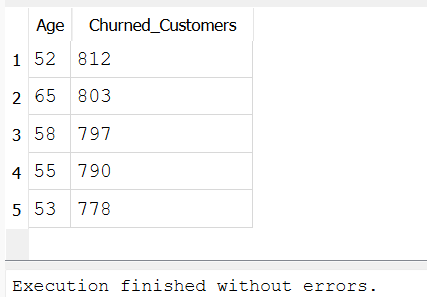 Age Churned_Customers
1 52 812
2 65 803
3 58 797
4 55 790
5 53 778
Execution finished without errors.